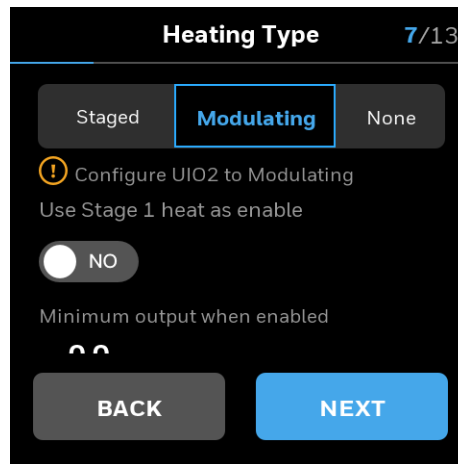 Heating Type 7/13
Staged Modulating None
Configure UIO2 to Modulating
Use Stage 1 heat as enable
NO
Minimum output when enabled
BACK NEXT